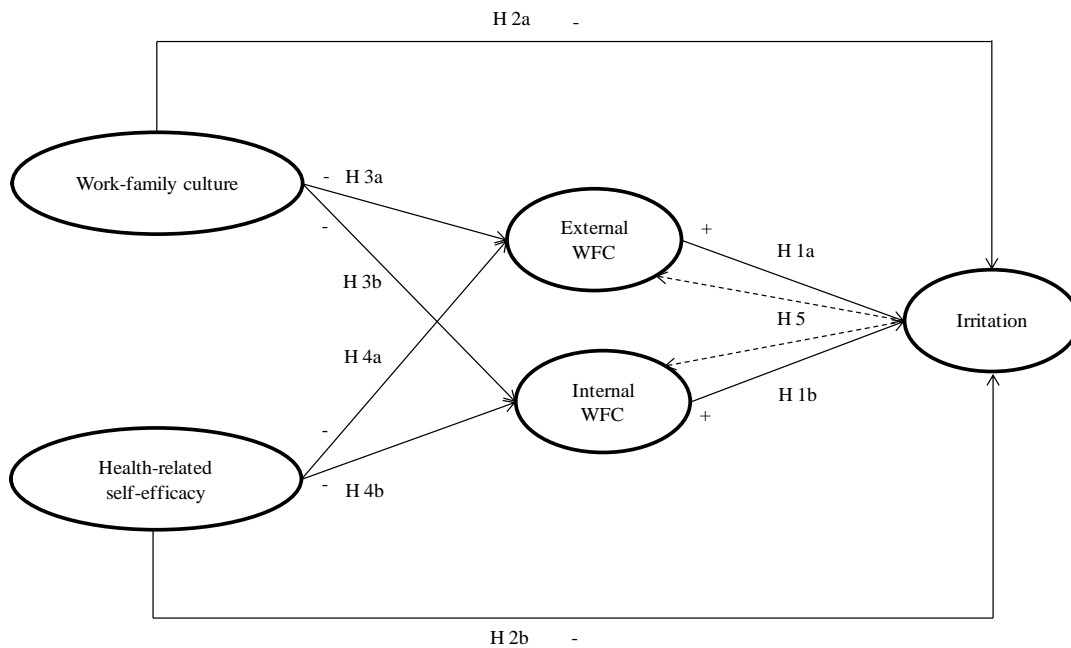 H 2a -
Work-family culture
- H 3a
-
H 3b
External
WFC
+
H 1a
H 5
Irritation
H 4a
-
Internal
WFC
+
H 1b
Health-related
self-efficacy
- H 4b
H 2b -